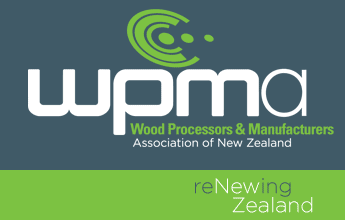 wpma
Wood Processors & Manufacturers
Association of New Zealand
reNewing
Zealand